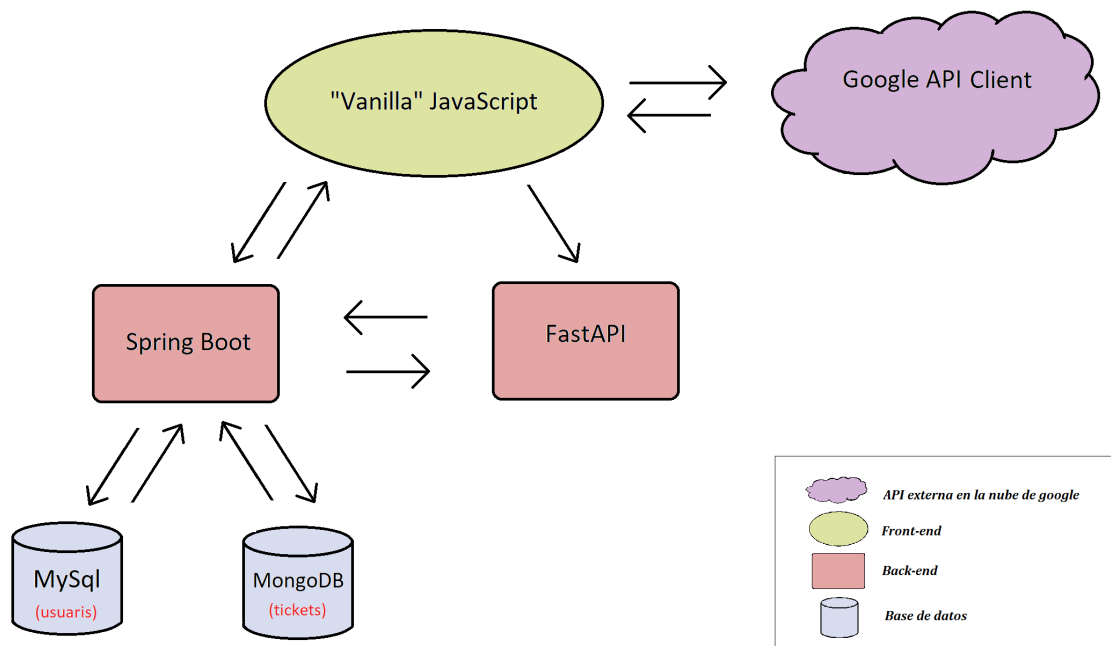 "Vanilla" JavaScript
Google API Client
Spring Boot
FastAPI
MySql
(usuaris)
MongoDB
(tickets)
API externa en la nube de google
Front-end
Back-end
Base de datos